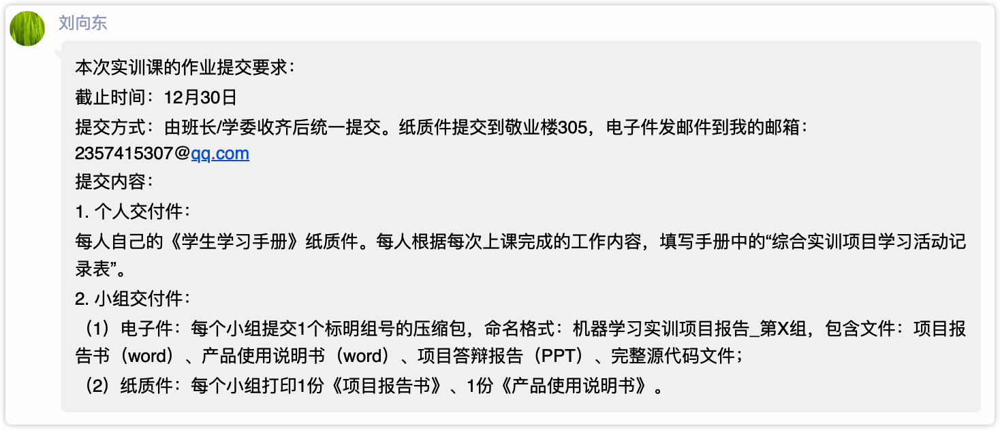 刘向东
本次实训课的作业提交要求：
截止时间：12月30日
提交方式：由班长/学委收齐后统一提交。纸质件提交到敬业楼305，电子件发邮件到我的邮箱：
2357415307@qq.com
提交内容：
1. 个人交付件：
每人自己的《学生学习手册》纸质件。每人根据每次上课完成的工作内容，填写手册中的“综合实训项目学习活动记
录表”。
2. 小组交付件：
（1）电子件：每个小组提交1个标明组号的压缩包，命名格式：机器学习实训项目报告_第X组，包含文件：项目报
告书（word）、产品使用说明书（word）、项目答辩报告（PPT）、完整源代码文件；
（2）纸质件：每个小组打印1份《项目报告书》、1份《产品使用说明书》。